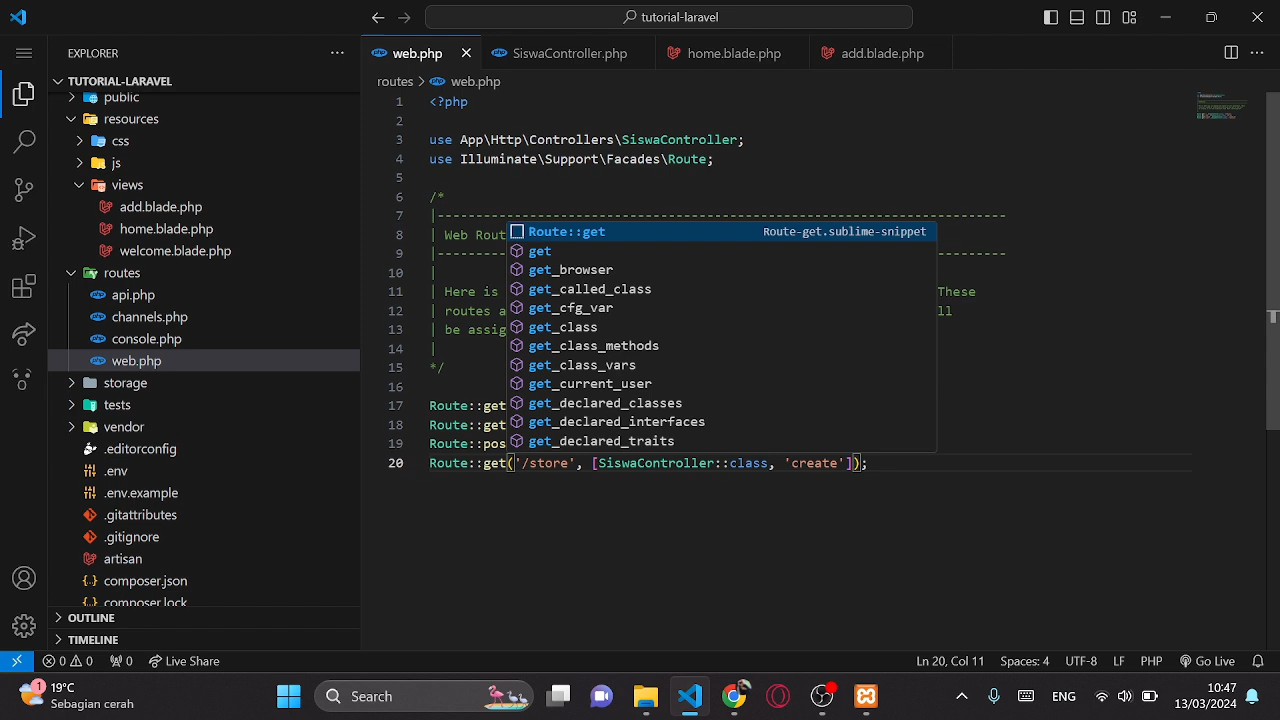 tutorial-laravel
EXPLORER
web.php
SiswaController.php
home.blade.php
add.blade.php
TUTORIAL-LARAVEL
public
resources
css
js
views
add.blade.php
home.blade.php
welcome.blade.php
routes
api.php
channels.php
console.php
web.php
storage
tests
vendor
.editorconfig
.env
.env.example
.gitattributes
.gitignore
artisan
composer.json
composer.lock
OUTLINE
TIMELINE
routes > web.php
1 <?php
2
3 use App\Http\Controllers\SiswaController;
4 use Illuminate\Support\Facades\Route;
5
6 /*
7 |--------------------------------------------------------------------------
8 | Web Rout
9 |--------------------------------------------------------------------------
10 |
11 | Here is These
12 | routes a ll
13 | be assig
14 |
15 */
16
17 Route::get
18 Route::get
19 Route::pos
20 Route::get('/store', [SiswaController::class, 'create']);
Route::get Route-get.sublime-snippet
get
get_browser
get_called_class
get_cfg_var
get_class
get_class_methods
get_class_vars
get_current_user
get_declared_classes
get_declared_interfaces
get_declared_traits
0 0 0 Live Share
Ln 20, Col 11 Spaces: 4 UTF-8 LF PHP Go Live
1
19°C
Sebagian cerah
Search
ENG
10:47
13/03/2024